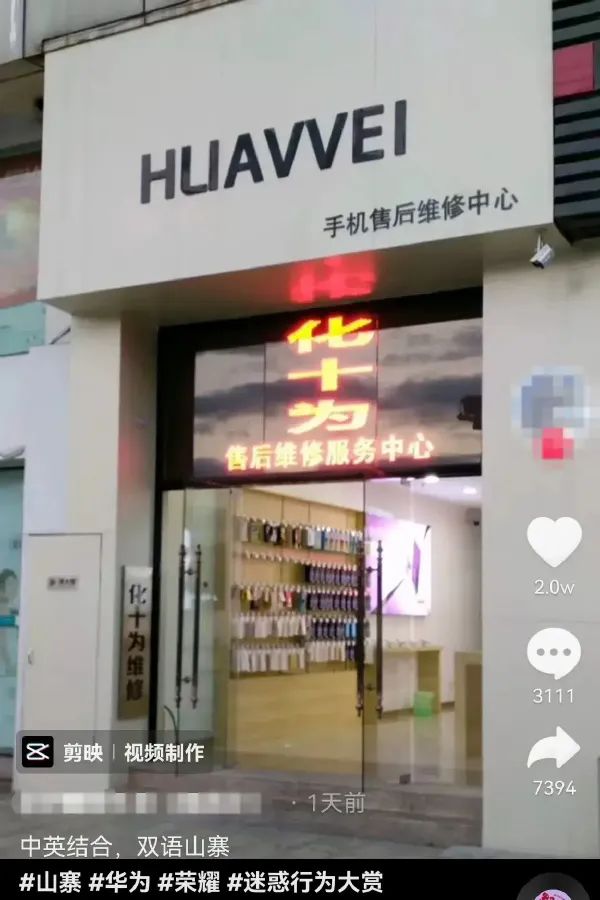 HLIAVVEI
手机售后维修中心
化
十
为
售后维修服务中心
化十为维修
2.0w
3111
7394
剪映 | 视频制作
· 1天前
中英结合，双语山寨
#山寨 #华为 #荣耀 #迷惑行为大赏